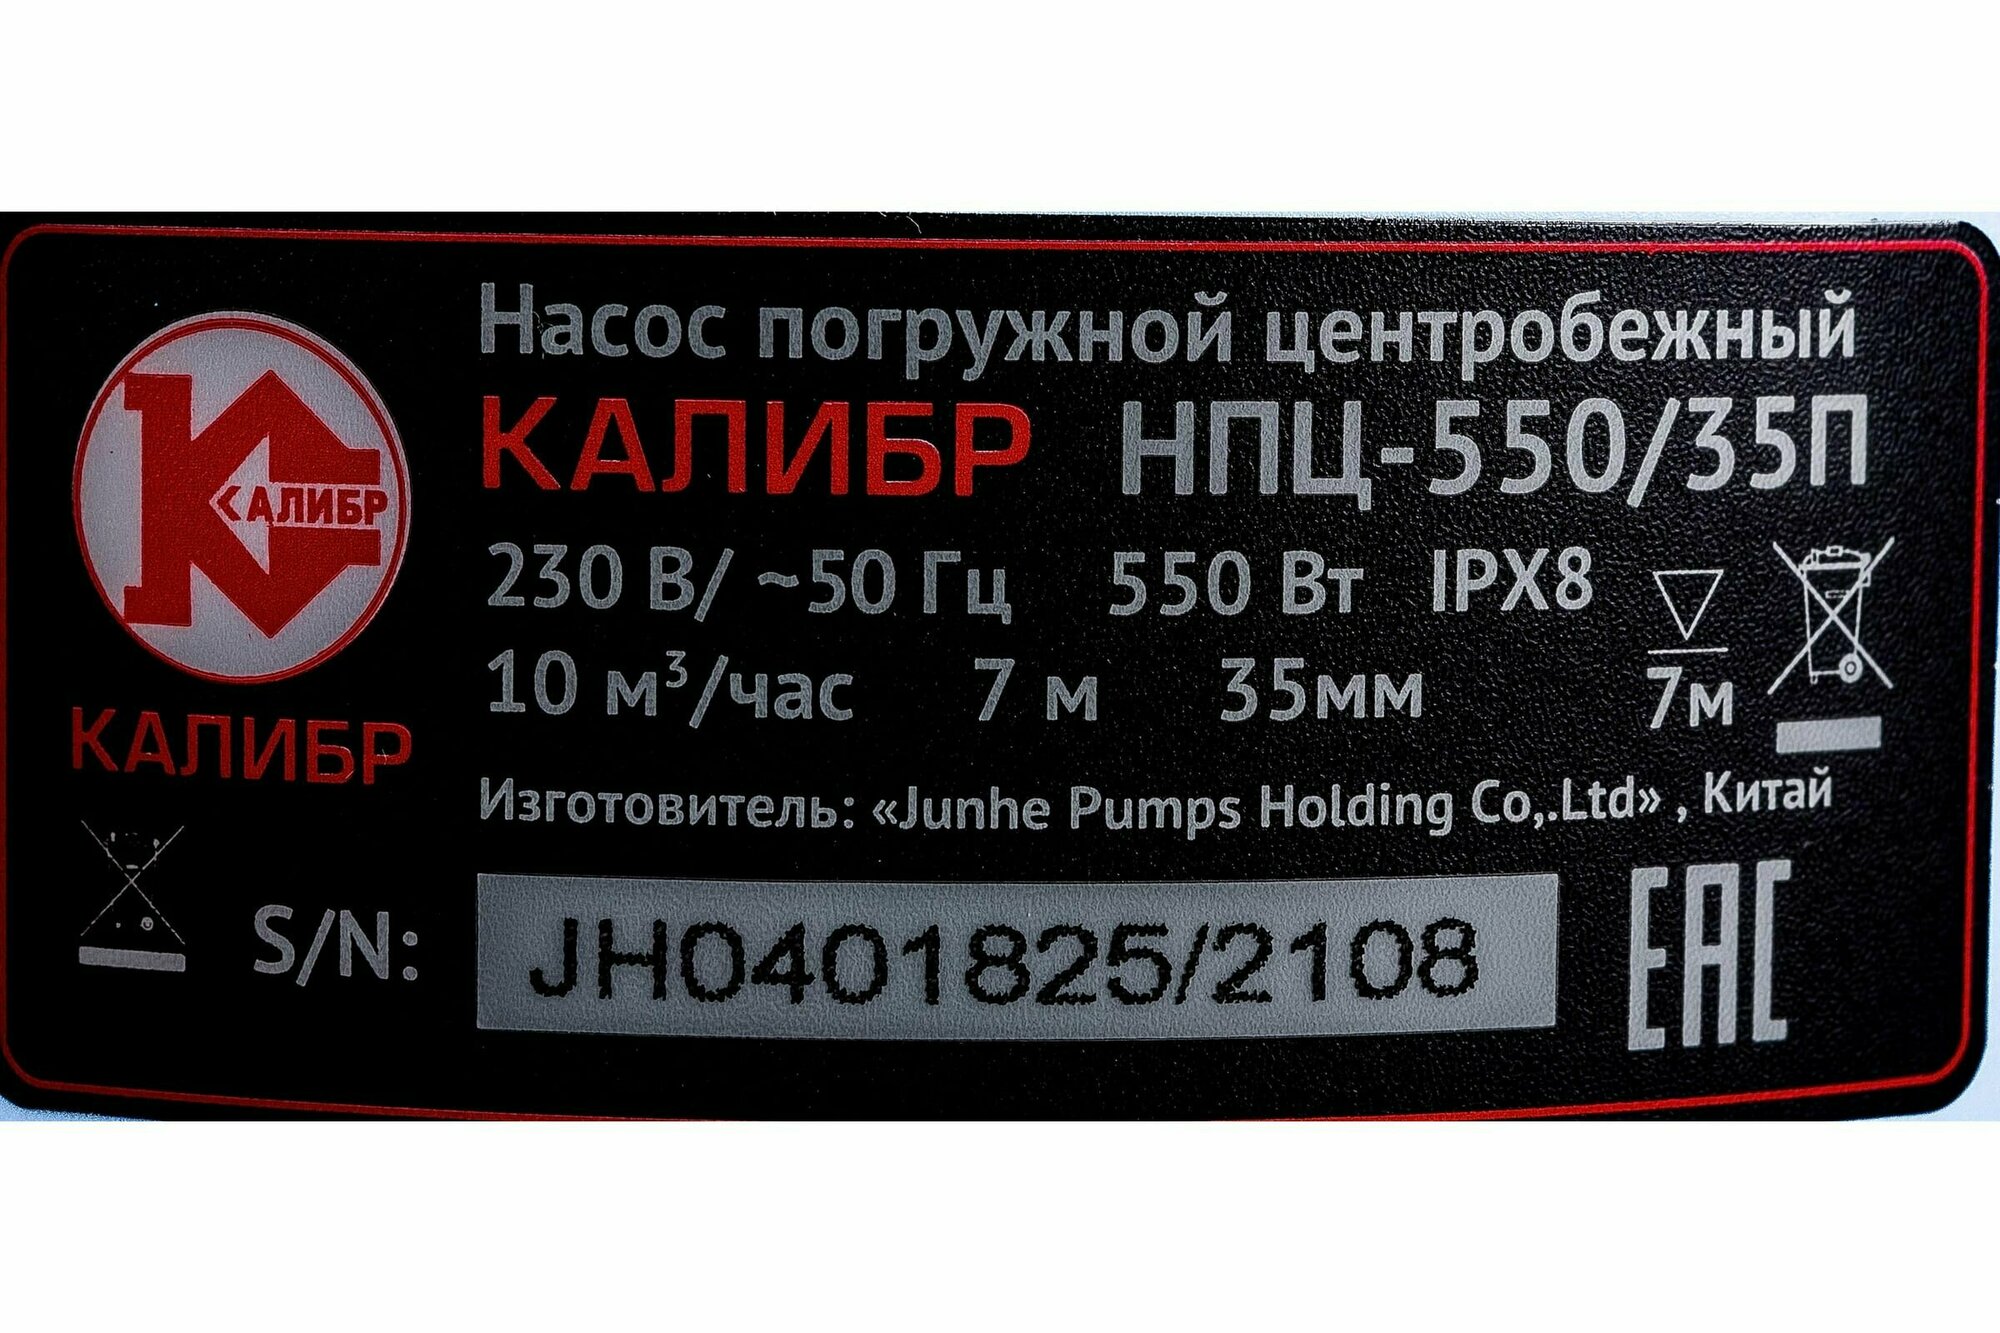 Насос погружной центробежный
КАЛИБР НПЦ-550/35П
КАЛИБР
230 В/ ~50 Гц 550 Вт IPX8
10 м³/час 7 м 35мм 7м
КАЛИБР
Изготовитель: «Junhe Pumps Holding Co,.Ltd» , Китай
S/N: JH0401825/2108
EAC